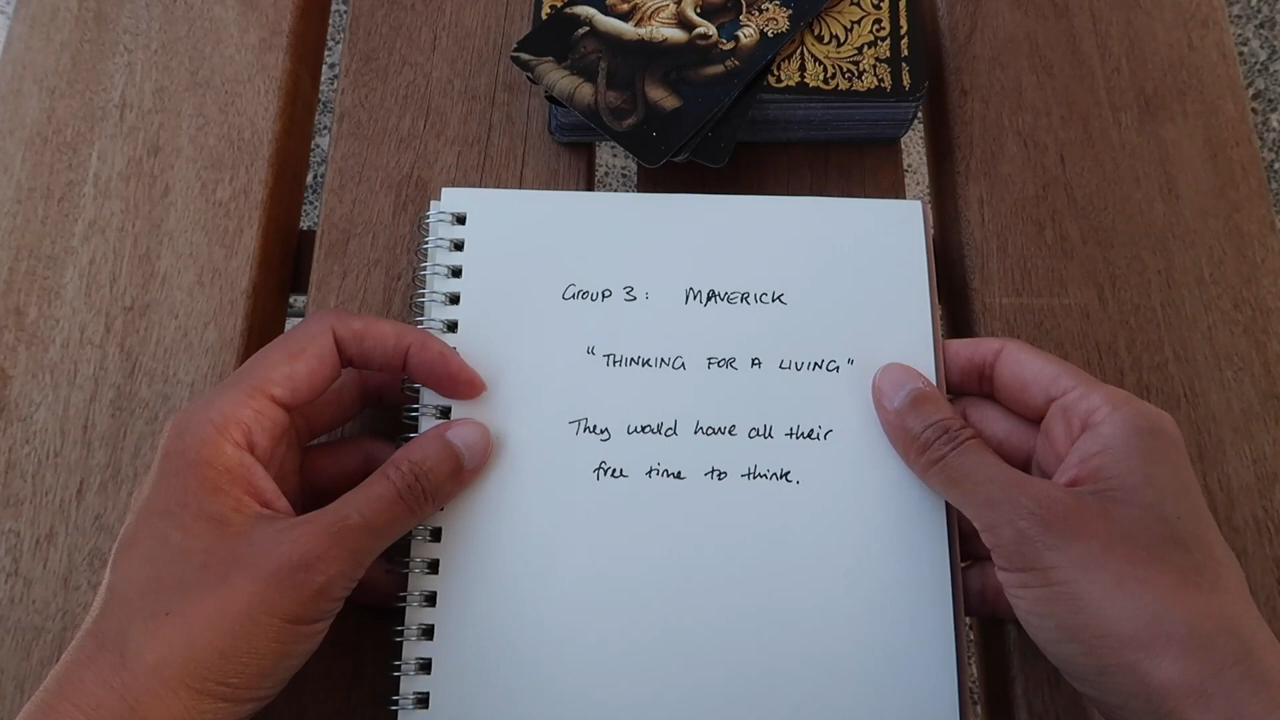 Group 3: MAVERICK
"THINKING FOR A LIVING"
They would have all their
free time to think.